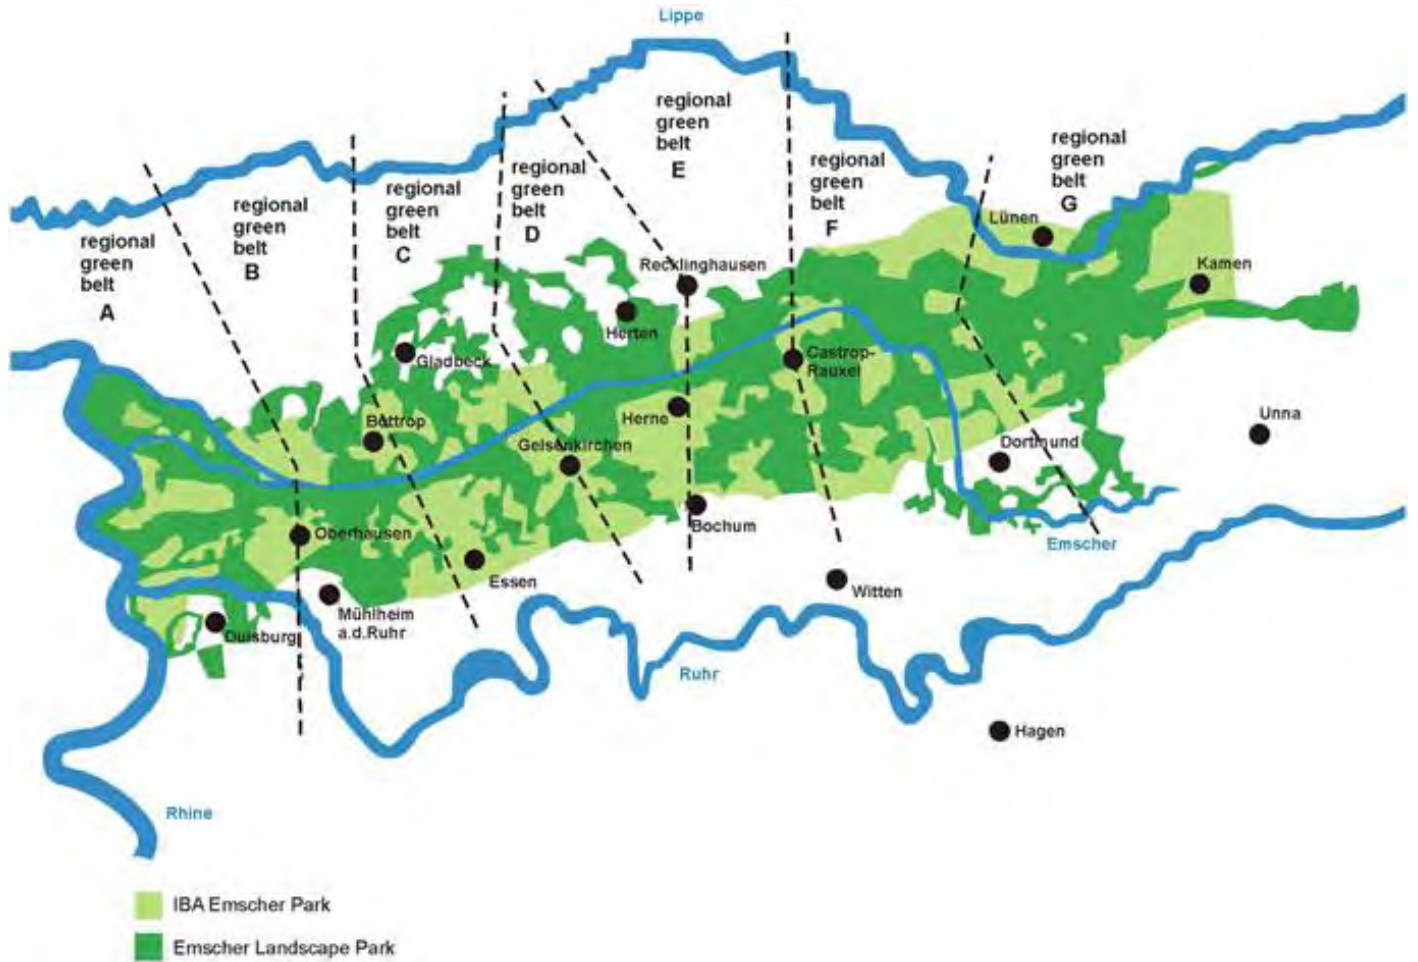 Lippe
regional
green
belt
E
regional
green
belt
G
regional
green
belt
F
regional
green
belt
D
regional
green
belt
C
regional
green
belt
B
regional
green
belt
A
Lünen
Recklinghausen
Kamen
Herten
Gladbeck
Castrop-
Rauxel
Herne
Unna
Bottrop
Gelsenkirchen
Dortmund
Bochum
Oberhausen
Emscher
Essen
Witten
Mühlheim
a.d.Ruhr
Duisburg
Ruhr
Hagen
Rhine
IBA Emscher Park
Emscher Landscape Park